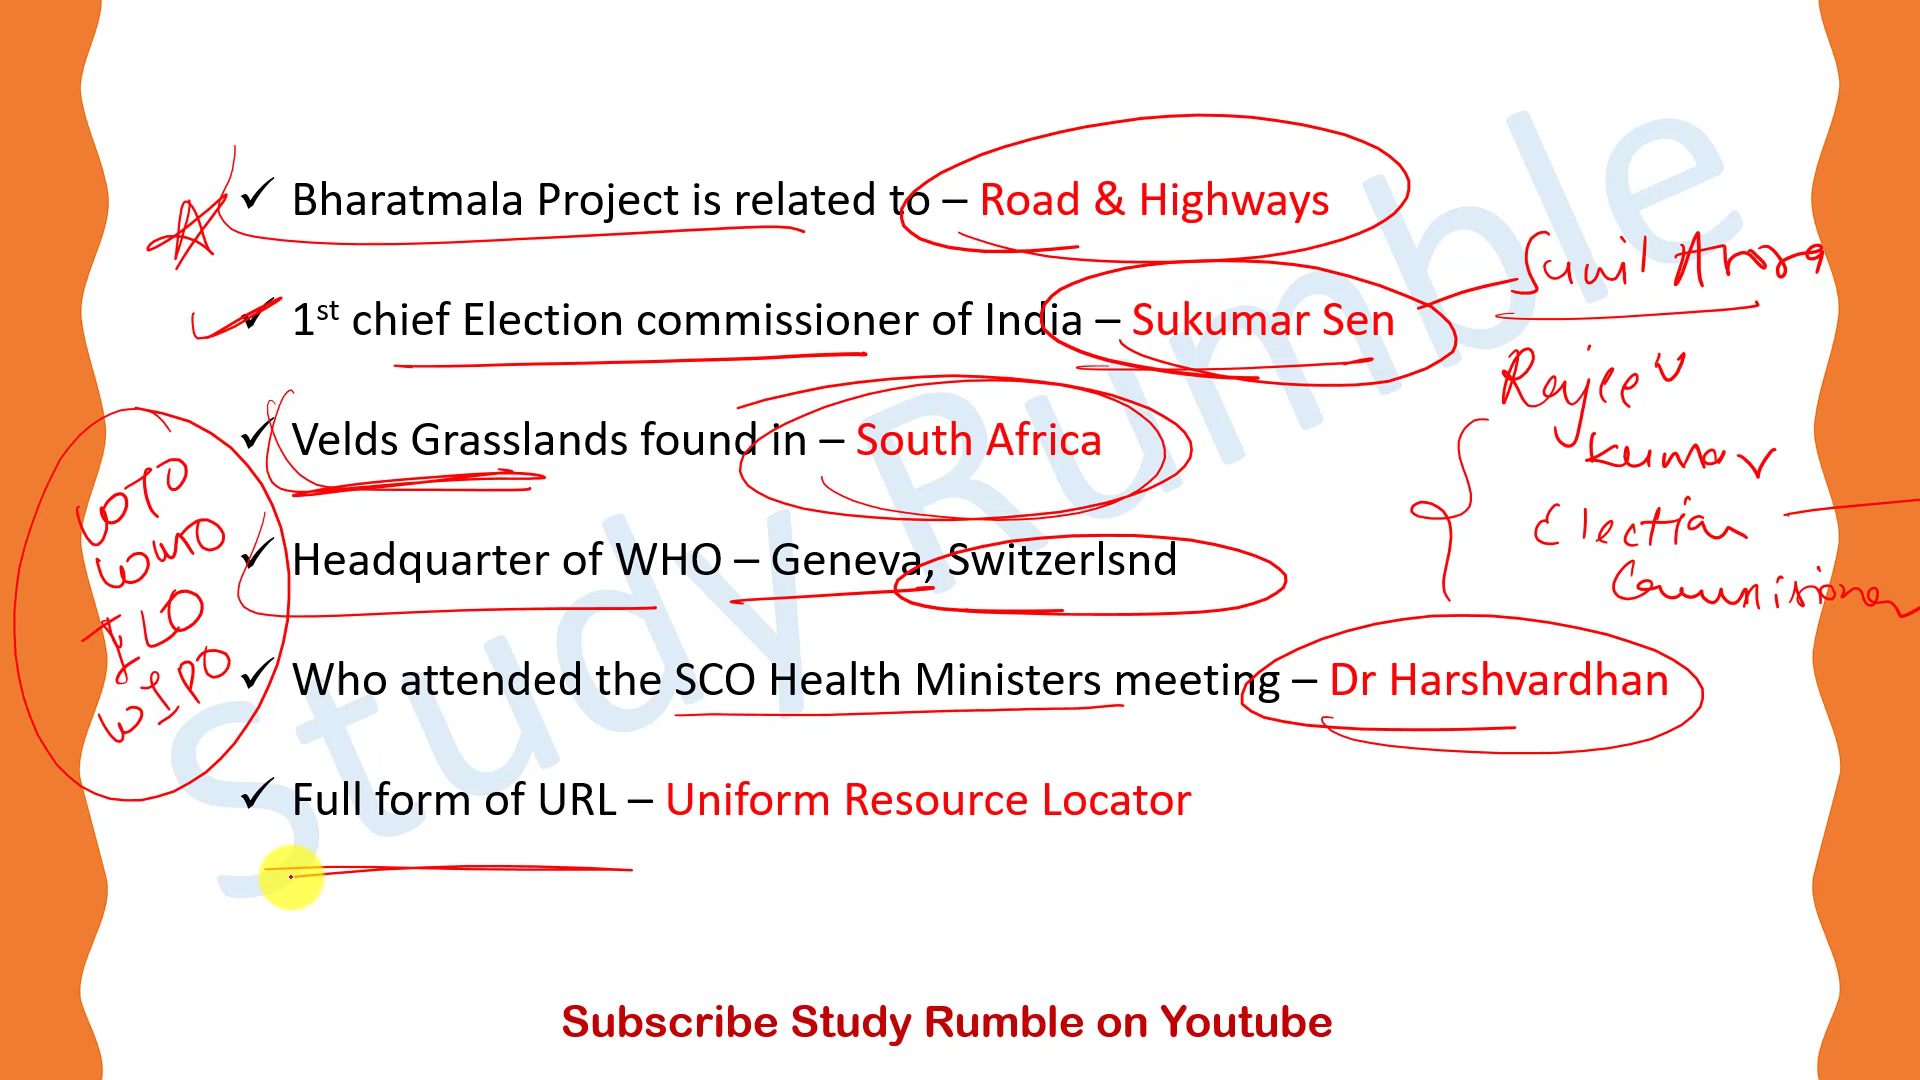 ✓ Bharatmala Project is related to – Road & Highways
✓ 1st chief Election commissioner of India – Sukumar Sen
Sunil Arora
Rajeev
Kumar
Election
Commisioner
✓ Velds Grasslands found in – South Africa
✓ Headquarter of WHO – Geneva, Switzerlsnd
WTO
WMO
ILO
WIPO
✓ Who attended the SCO Health Ministers meeting – Dr Harshvardhan
✓ Full form of URL – Uniform Resource Locator
Study Rumble
Subscribe Study Rumble on Youtube